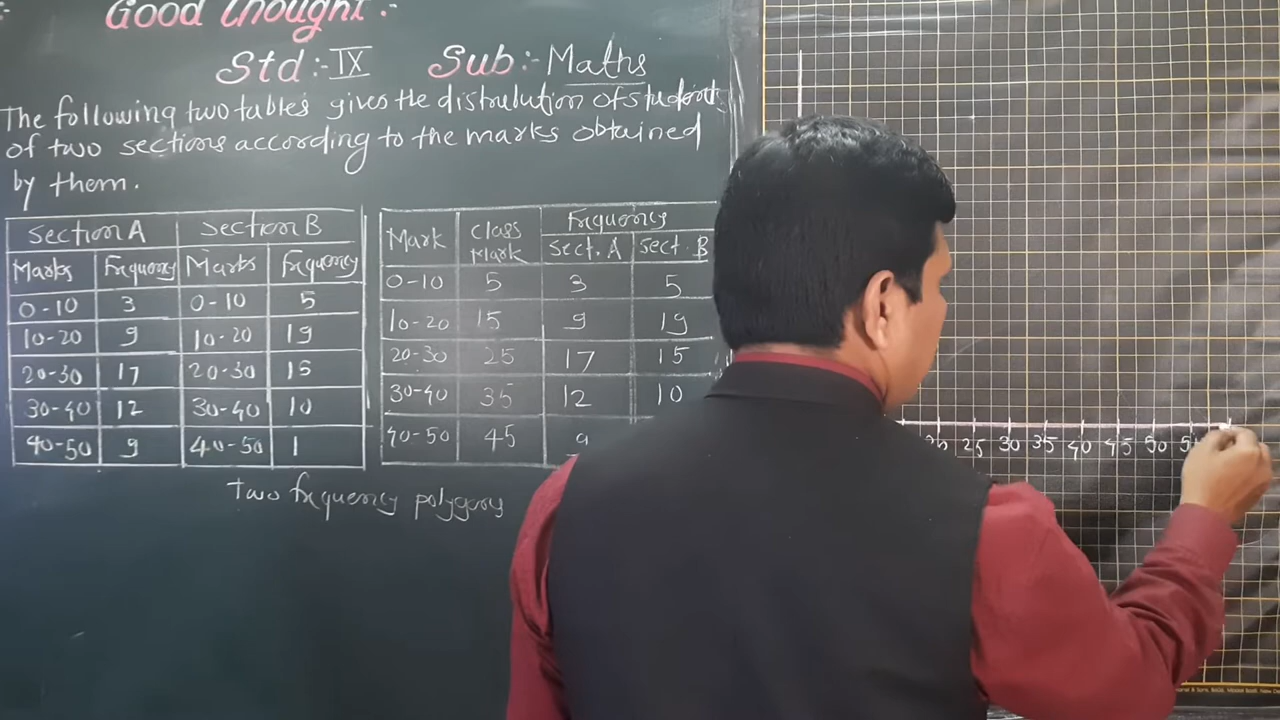 Good thought :-
Std :- IX Sub :- Maths
The following two tables gives the distribution of students
of two sections according to the marks obtained
by them.
Section A Section B
Marks Frequency Marks Frequency
0-10 3 0-10 5
10-20 9 10-20 19
20-30 17 20-30 15
30-40 12 30-40 10
40-50 9 40-50 1
Mark Class Mark Frequency
Sect. A Sect. B
0-10 5 3 5
10-20 15 9 19
20-30 25 17 15
30-40 35 12 10
40-50 45 9
Two frequency polygons
25 30 35 40 45 50